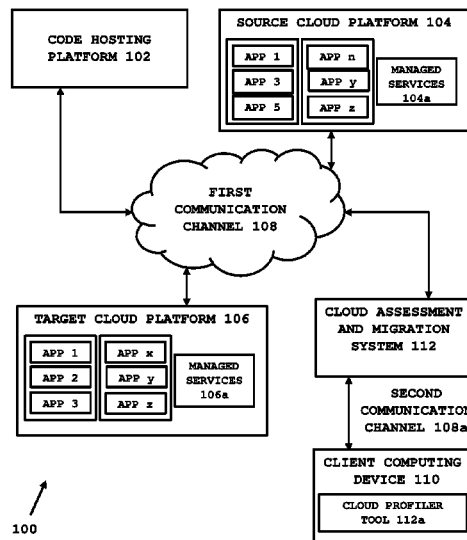 CODE HOSTING
PLATFORM 102
SOURCE CLOUD PLATFORM 104
APP 1
APP 3
APP 5
APP n
APP y
APP z
MANAGED
SERVICES
104a
FIRST
COMMUNICATION
CHANNEL 108
TARGET CLOUD PLATFORM 106
APP 1
APP 2
APP 3
APP x
APP y
APP z
MANAGED
SERVICES
106a
CLOUD ASSESSMENT
AND MIGRATION
SYSTEM 112
SECOND
COMMUNICATION
CHANNEL 108a
CLIENT COMPUTING
DEVICE 110
CLOUD PROFILER
TOOL 112a
100